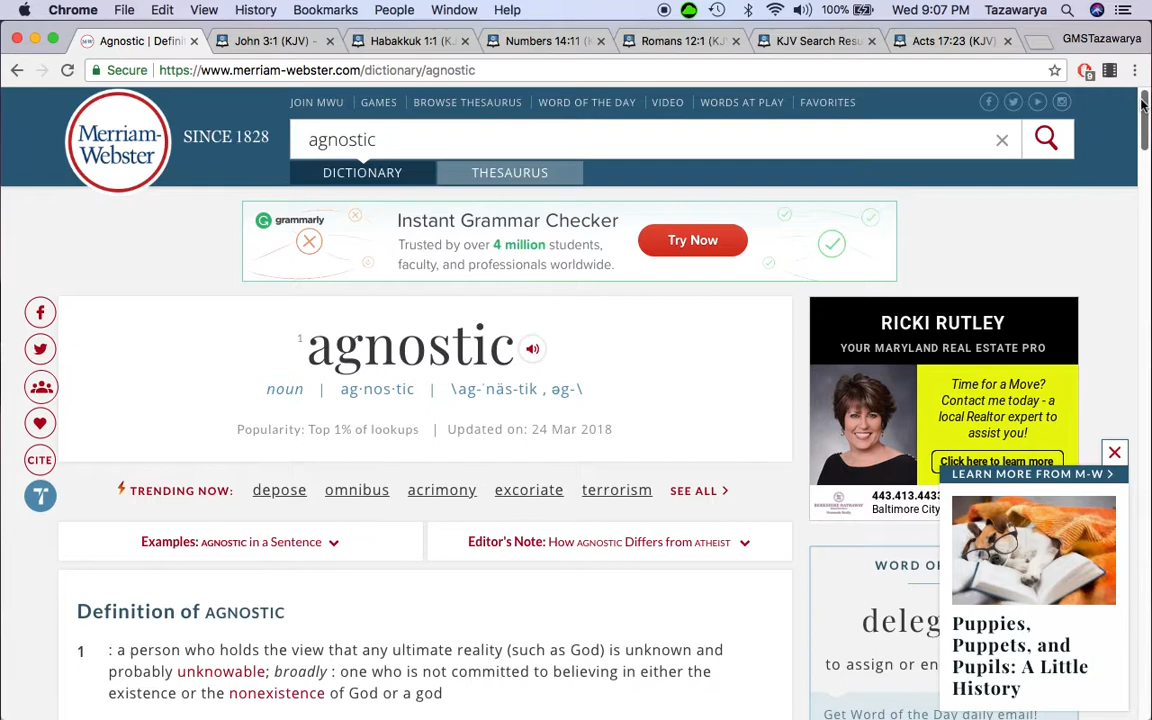 Chrome File Edit View History Bookmarks People Window Help 100% Wed 9:07 PM Tazawarya
Agnostic | Defini John 3:1 (KJV) - Habakkuk 1:1 (KJ Numbers 14:11 ( Romans 12:1 (KJ KJV Search Resu Acts 17:23 (KJV) GMSTazawarya
Secure https://www.merriam-webster.com/dictionary/agnostic
9
JOIN MWU GAMES BROWSE THESAURUS WORD OF THE DAY VIDEO WORDS AT PLAY FAVORITES
Merriam-
Webster
SINCE 1828
agnostic
DICTIONARY THESAURUS
grammarly
Instant Grammar Checker
Trusted by over 4 million students,
faculty, and professionals worldwide.
Try Now
1 agnostic
noun | ag·nos·tic | \ag-ˈnäs-tik , əg-\
Popularity: Top 1% of lookups | Updated on: 24 Mar 2018
CITE
TRENDING NOW: depose omnibus acrimony excoriate terrorism SEE ALL >
Examples: AGNOSTIC in a Sentence
Editor's Note: How AGNOSTIC Differs from ATHEIST
Definition of AGNOSTIC
1 : a person who holds the view that any ultimate reality (such as God) is unknown and
probably unknowable; broadly : one who is not committed to believing in either the
existence or the nonexistence of God or a god
RICKI RUTLEY
YOUR MARYLAND REAL ESTATE PRO
Time for a Move?
Contact me today - a
local Realtor expert to
assist you!
Click here to learn more
443.413.4433
Baltimore City
LEARN MORE FROM M-W >
Puppies,
Puppets, and
Pupils: A Little
History
WORD OF
deleg
to assign or en
Get Word of the Day daily email!